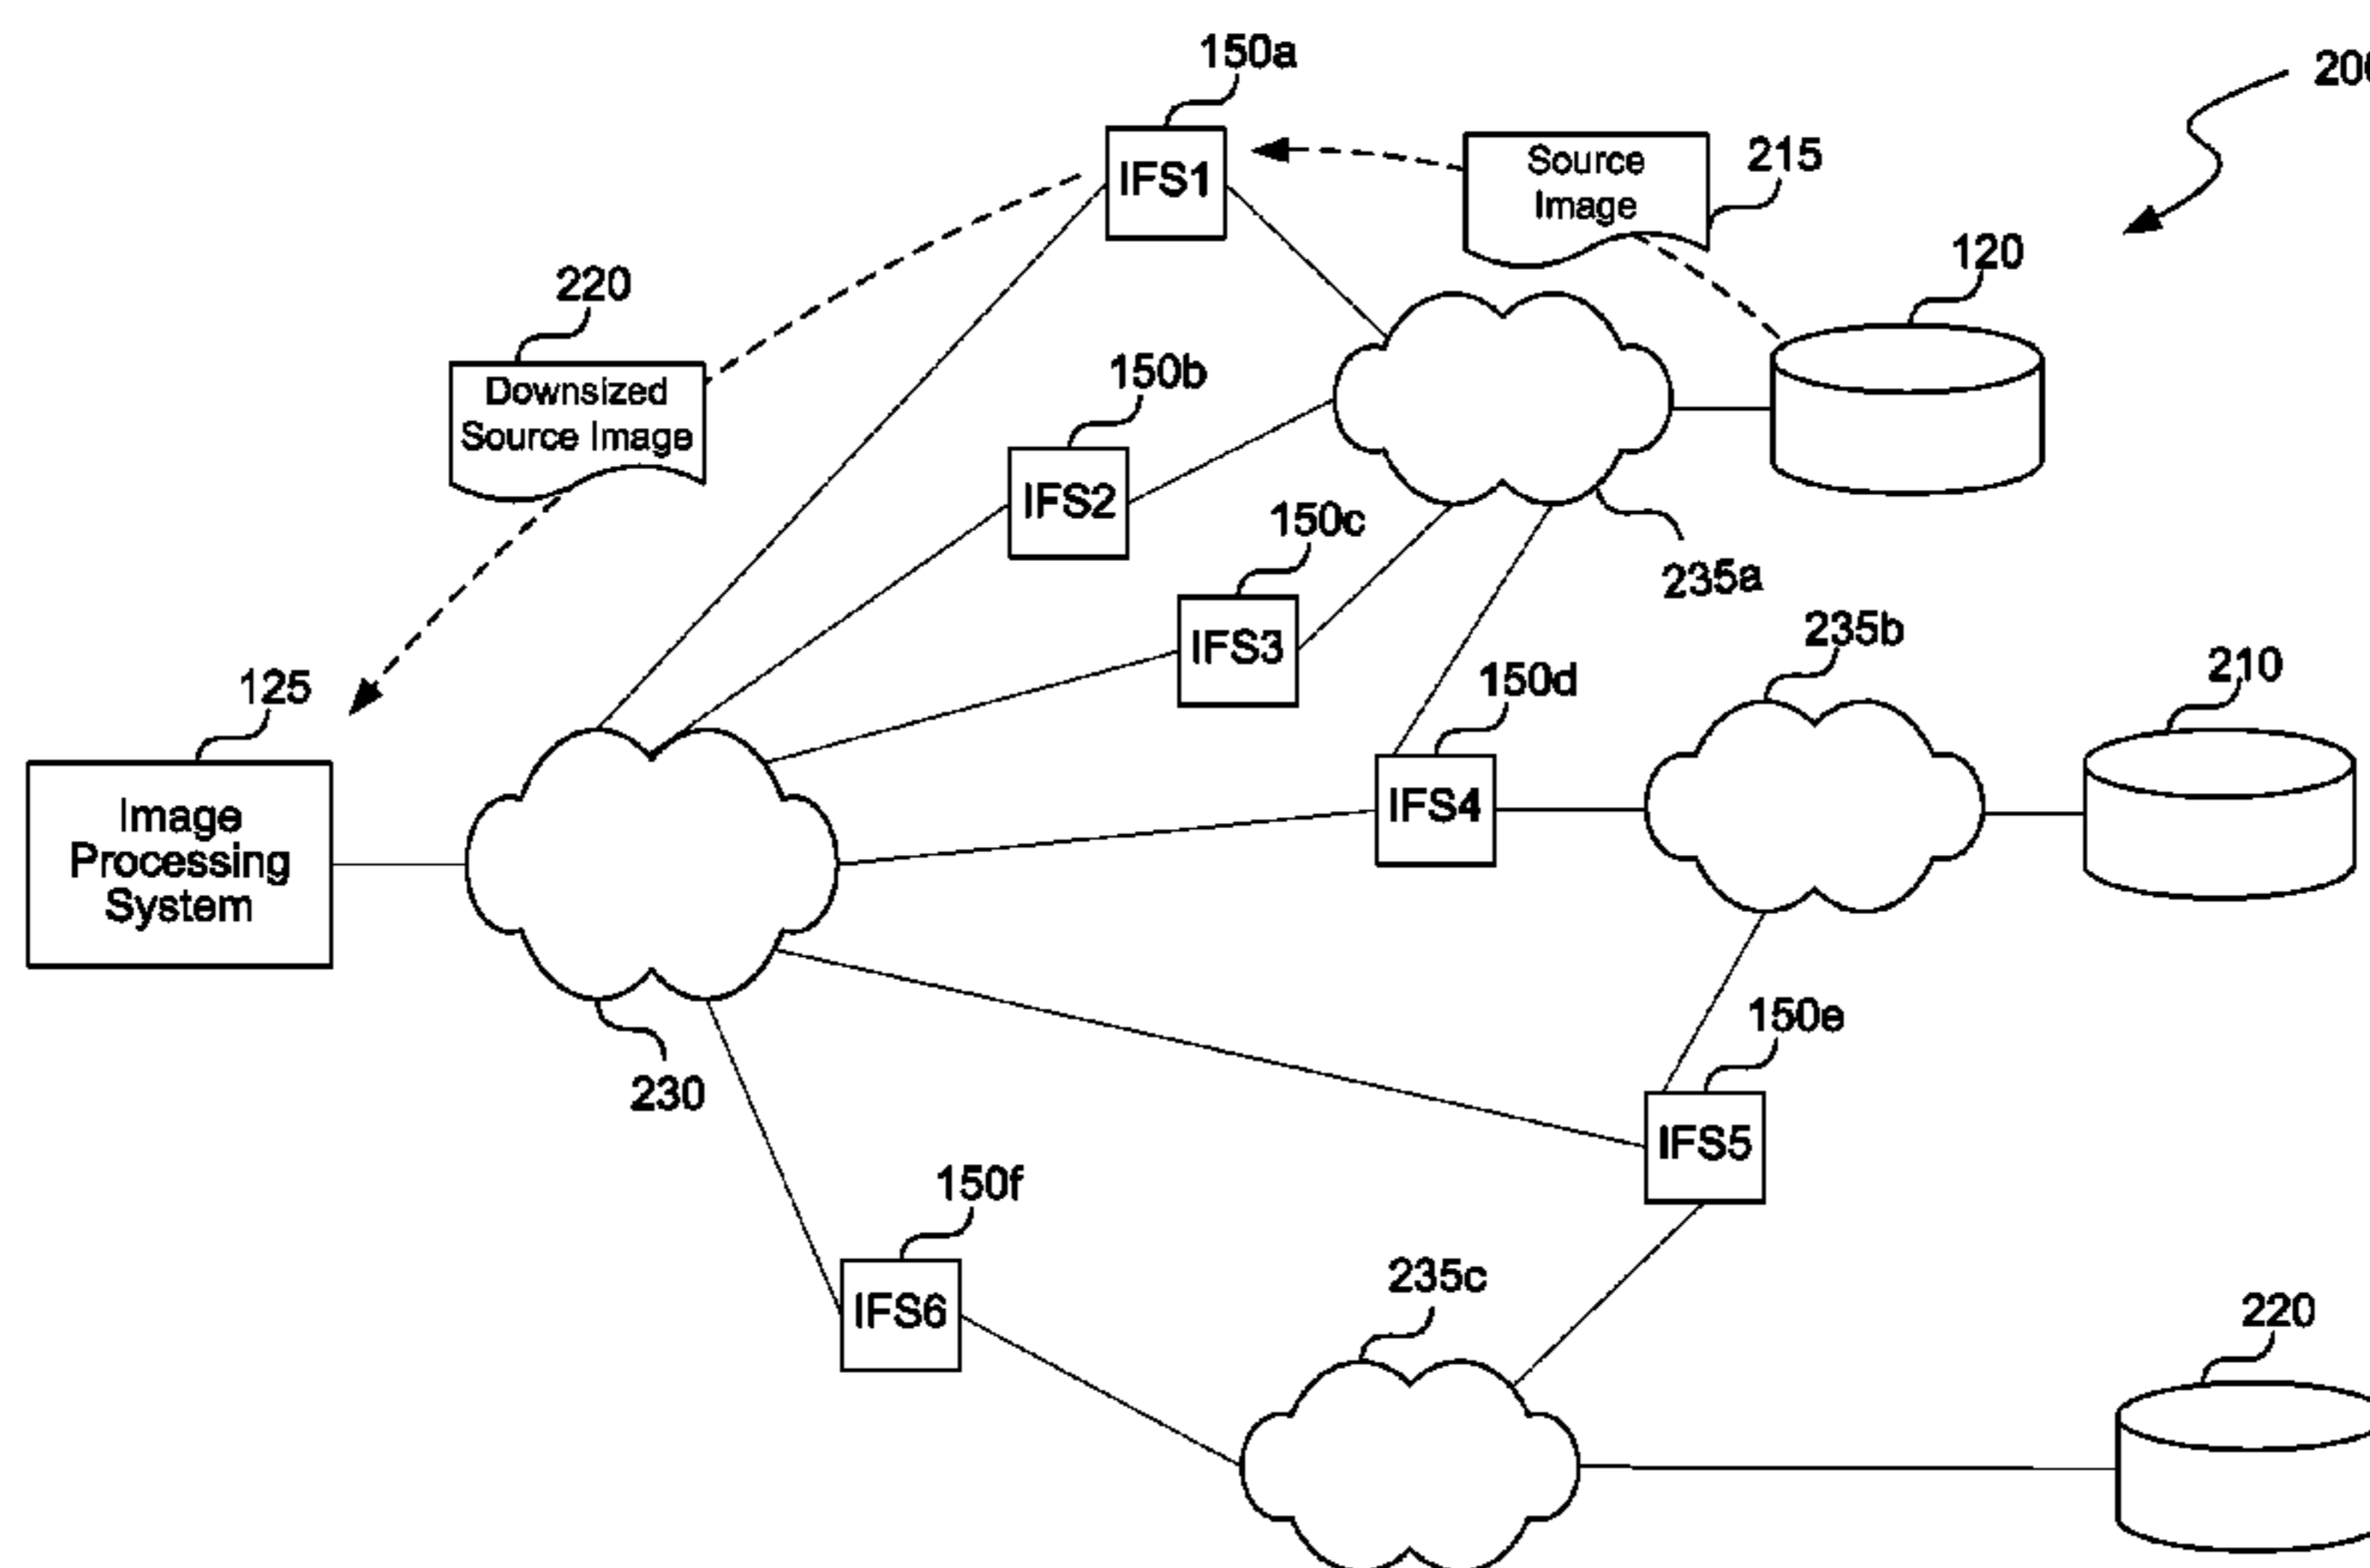 150a
200
IFS1
Source
Image
215
120
220
Downsized
Source Image
150b
IFS2
150c
235a
IFS3
235b
210
150d
125
IFS4
Image
Processing
System
150e
230
IFS5
150f
IFS6
235c
220